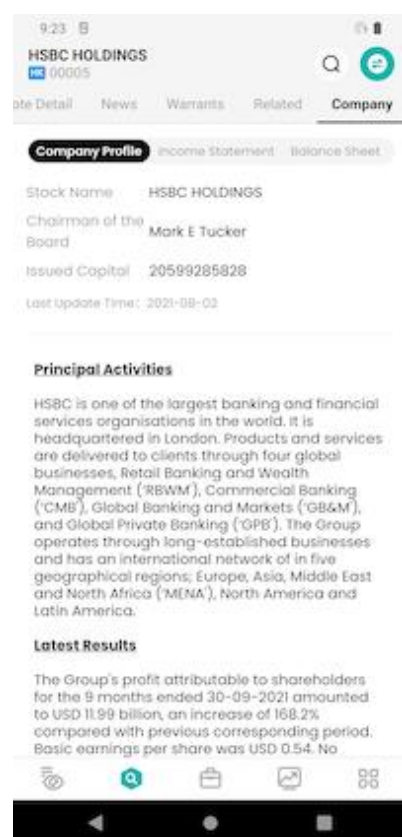 9:23
HSBC HOLDINGS
HK 00005
ote Detail News Warrants Related Company
Company Profile Income Statement Balance Sheet
Stock Name HSBC HOLDINGS
Chairman of the
Board
Mark E Tucker
Issued Capital 20599285828
Last Update Time: 2021-08-02
Principal Activities
HSBC is one of the largest banking and financial
services organisations in the world. It is
headquartered in London. Products and services
are delivered to clients through four global
businesses, Retail Banking and Wealth
Management ('RBWM'), Commercial Banking
('CMB'), Global Banking and Markets ('GB&M'),
and Global Private Banking ('GPB'). The Group
operates through long-established businesses
and has an international network of in five
geographical regions; Europe, Asia, Middle East
and North Africa ('MENA'), North America and
Latin America.
Latest Results
The Group's profit attributable to shareholders
for the 9 months ended 30-09-2021 amounted
to USD 11.99 billion, an increase of 168.2%
compared with previous corresponding period.
Basic earnings per share was USD 0.54. No